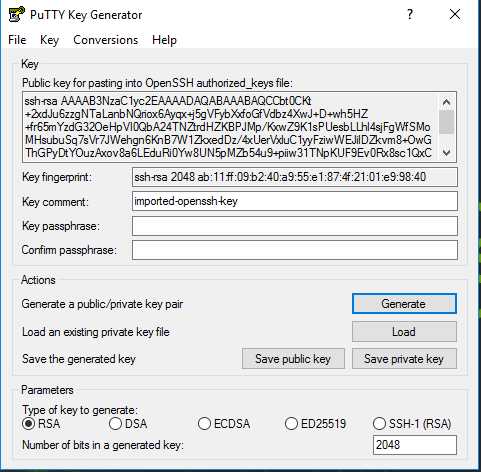 PuTTY Key Generator
File Key Conversions Help
Key
Public key for pasting into OpenSSH authorized_keys file:
ssh-rsa AAAAB3NzaC1yc2EAAAADAQABAAABAQCCbt0CKt
+2xdJu6zzgNTaLanbNQriox6Ayqx+j5gVFybXxfoGfVdbz4XwJ+D+wh5HZ
+fr65mYzdG32OeHpVI0QbA24TNZtrdHZKBPJMp/KxwZ9K1sPUesbLLhl4sjFgWfSMo
MHsubuSq7sVr7JWehgn6KnB7W1ZkxedDz/4xUerVxluC1yyFziwWEJiIDZkvm8+OwG
ThGPyDtYOuzAxov8a6LEduRi0Yw8UN5pMZb54u9+piiw31TNpKUF9Ev0Rx8sc1QxC
Key fingerprint:
ssh-rsa 2048 ab:11:ff:09:b2:40:a9:55:e1:87:4f:21:01:e9:98:40
Key comment:
imported-openssh-key
Key passphrase:
Confirm passphrase:
Actions
Generate a public/private key pair
Generate
Load an existing private key file
Load
Save the generated key
Save public key
Save private key
Parameters
Type of key to generate:
RSA DSA ECDSA ED25519 SSH-1 (RSA)
Number of bits in a generated key:
2048